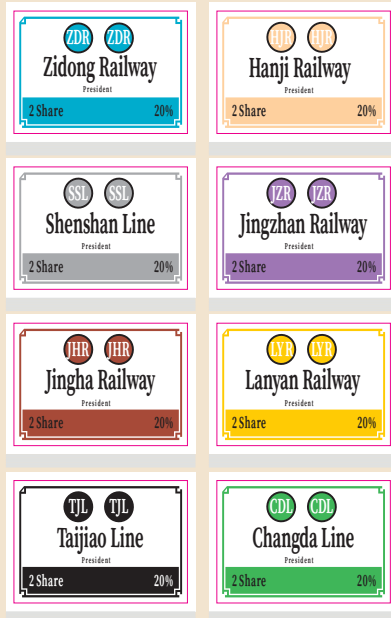 ZDR ZDR
Zidong Railway
President
2 Share 20%
HJR HJR
Hanji Railway
President
2 Share 20%
SSL SSL
Shenshan Line
President
2 Share 20%
JZR JZR
Jingzhan Railway
President
2 Share 20%
JHR JHR
Jingha Railway
President
2 Share 20%
LYR LYR
Lanyan Railway
President
2 Share 20%
TJL TJL
Taijiao Line
President
2 Share 20%
CDL CDL
Changda Line
President
2 Share 20%